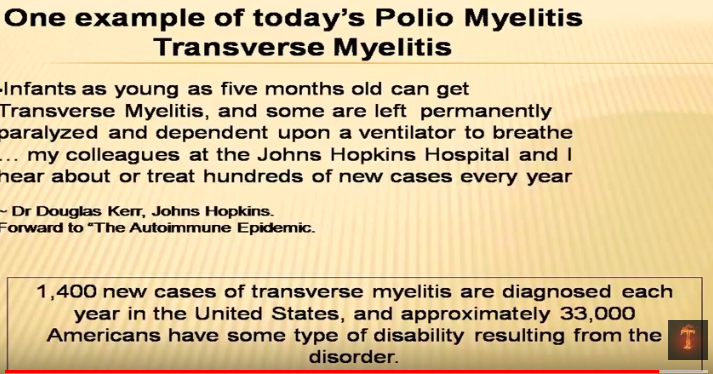 One example of today's Polio Myelitis
Transverse Myelitis
Infants as young as five months old can get
Transverse Myelitis, and some are left permanently
paralyzed and dependent upon a ventilator to breathe
... my colleagues at the Johns Hopkins Hospital and I
hear about or treat hundreds of new cases every year
~ Dr Douglas Kerr, Johns Hopkins.
Forward to "The Autoimmune Epidemic.
1,400 new cases of transverse myelitis are diagnosed each
year in the United States, and approximately 33,000
Americans have some type of disability resulting from the
disorder.
T